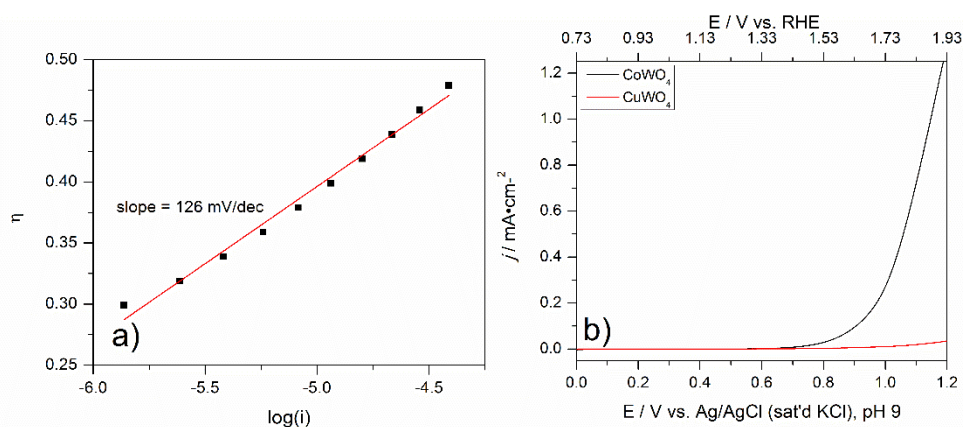 0.50
0.45
0.40
0.35
0.30
0.25
η
slope = 126 mV/dec
a)
-6.0 -5.5 -5.0 -4.5
log(i)
E / V vs. RHE
0.73 0.93 1.13 1.33 1.53 1.73 1.93
CoWO₄
CuWO₄
1.2
1.0
0.8
0.6
0.4
0.2
0.0
j / mA•cm-²
b)
0.0 0.2 0.4 0.6 0.8 1.0 1.2
E / V vs. Ag/AgCl (sat'd KCl), pH 9